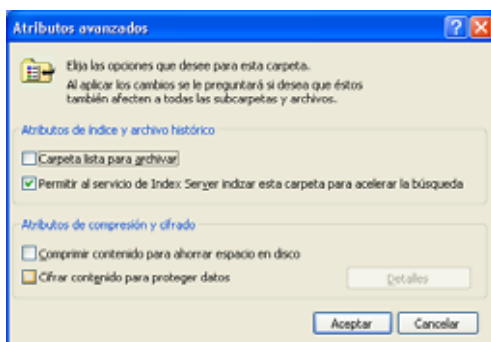 Atributos avanzados
Elija las opciones que desee para esta carpeta.
Al aplicar los cambios se le preguntará si desea que éstos
también afecten a todas las subcarpetas y archivos.
Atributos de índice y archivo histórico
Carpeta lista para archivar
Permitir al servicio de Index Server indizar esta carpeta para acelerar la búsqueda
Atributos de compresión y cifrado
Comprimir contenido para ahorrar espacio en disco
Cifrar contenido para proteger datos
Detalles
Aceptar Cancelar